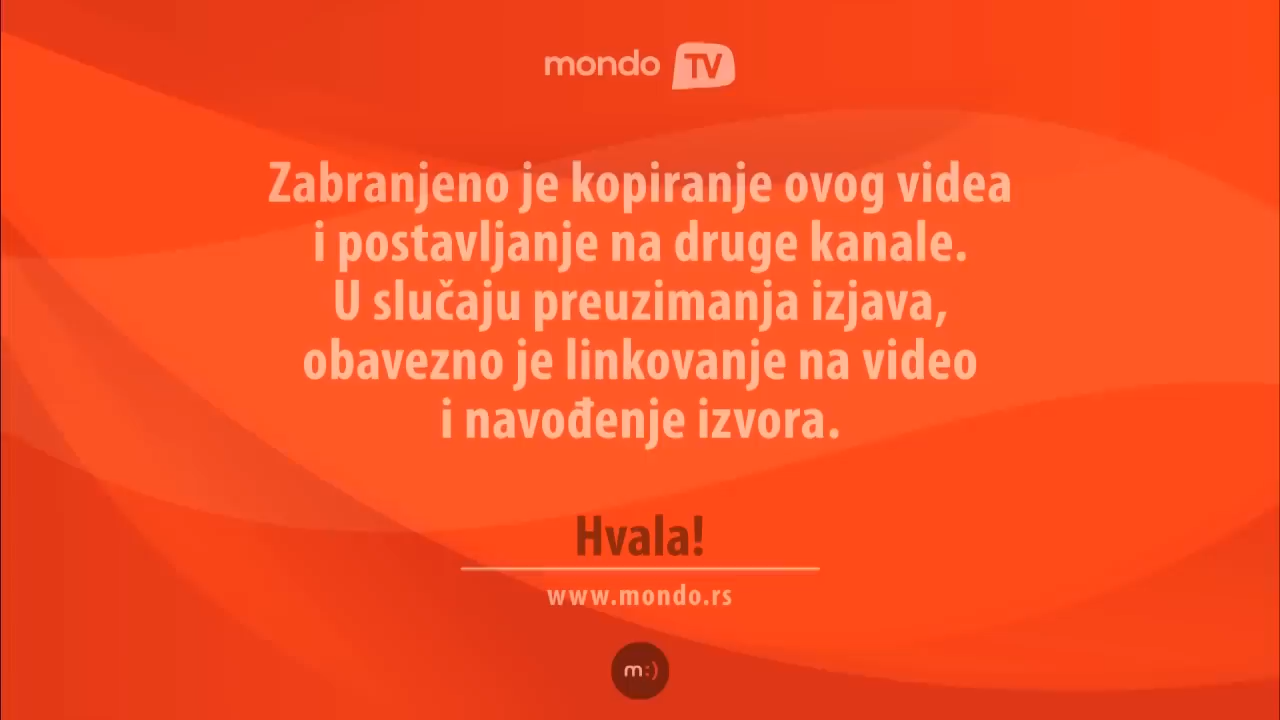 mondo TV
Zabranjeno je kopiranje ovog videa
i postavljanje na druge kanale.
U slučaju preuzimanja izjava,
obavezno je linkovanje na video
i navođenje izvora.
Hvala!
www.mondo.rs
m:)